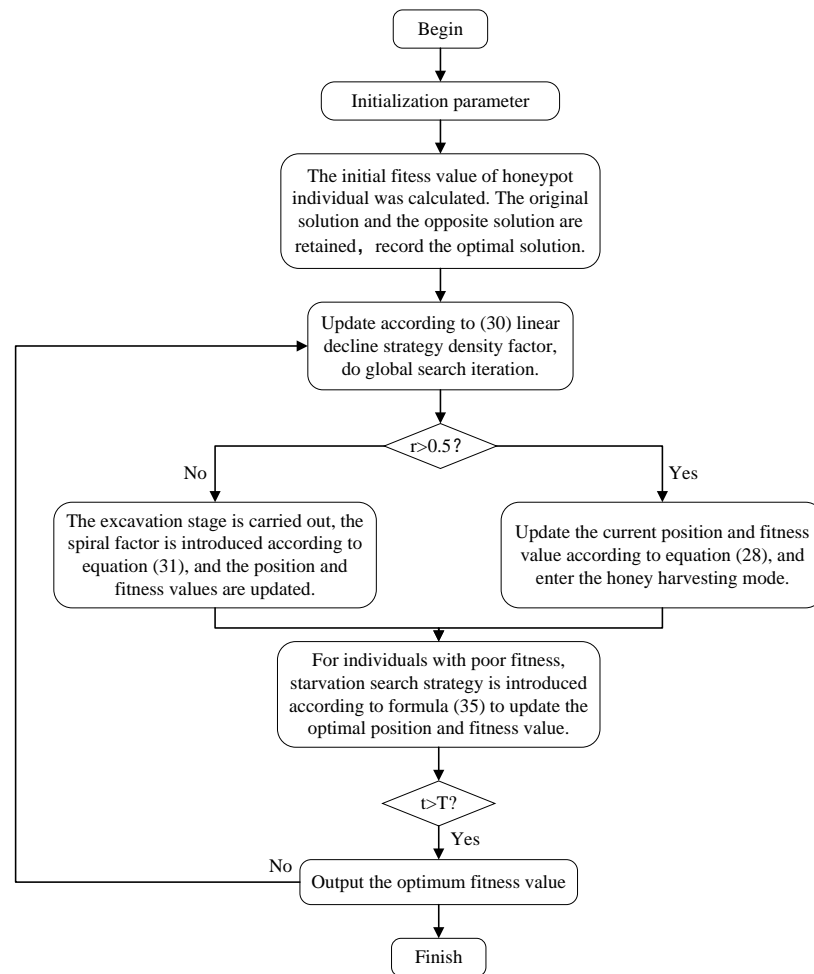 Begin
Initialization parameter
The initial fitess value of honeypot
individual was calculated. The original
solution and the opposite solution are
retained，record the optimal solution.
Update according to (30) linear
decline strategy density factor,
do global search iteration.
r>0.5？
No
Yes
The excavation stage is carried out, the
spiral factor is introduced according to
equation (31), and the position and
fitness values are updated.
Update the current position and fitness
value according to equation (28), and
enter the honey harvesting mode.
For individuals with poor fitness,
starvation search strategy is introduced
according to formula (35) to update the
optimal position and fitness value.
t>T?
Yes
No
Output the optimum fitness value
Finish